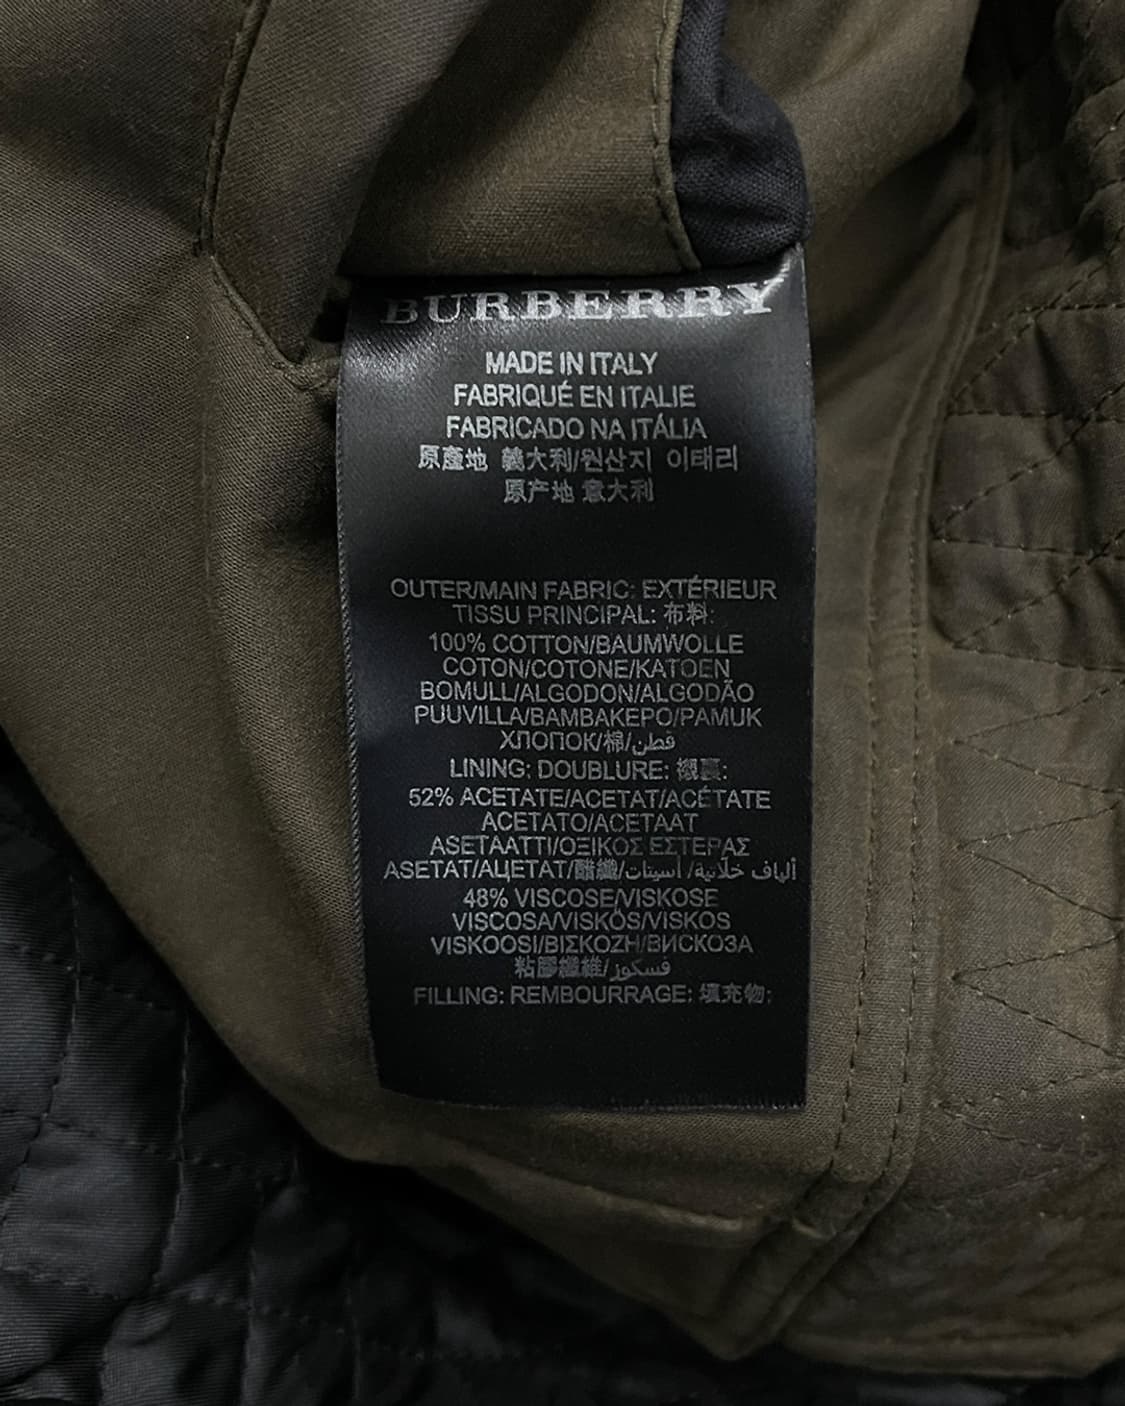 BURBERRY
MADE IN ITALY
FABRIQUÉ EN ITALIE
FABRICADO NA ITÁLIA
原產地 義大利/원산지 이태리
原产地 意大利
OUTER/MAIN FABRIC: EXTÉRIEUR
TISSU PRINCIPAL: 布料:
100% COTTON/BAUMWOLLE
COTON/COTONE/KATOEN
BOMULL/ALGODON/ALGODÃO
PUUVILLA/BAMBAKEPO/PAMUK
ХЛОПОК/棉/قطن
LINING: DOUBLURE: 襯裏:
52% ACETATE/ACETAT/ACÉTATE
ACETATO/ACETAAT
ASETAATTI/ΟΞΙΚΟΣ ΕΣΤΕΡΑΣ
ASETAT/АЦЕТАТ/醋纖/ألياف خلانية/ أسيتات
48% VISCOSE/VISKOSE
VISCOSA/VISKÓS/VISKOS
VISKOOSI/ΒΙΣΚΟΖΗ/ВИСКОЗА
粘膠纖維/فسكوز
FILLING: REMBOURRAGE: 填充物: